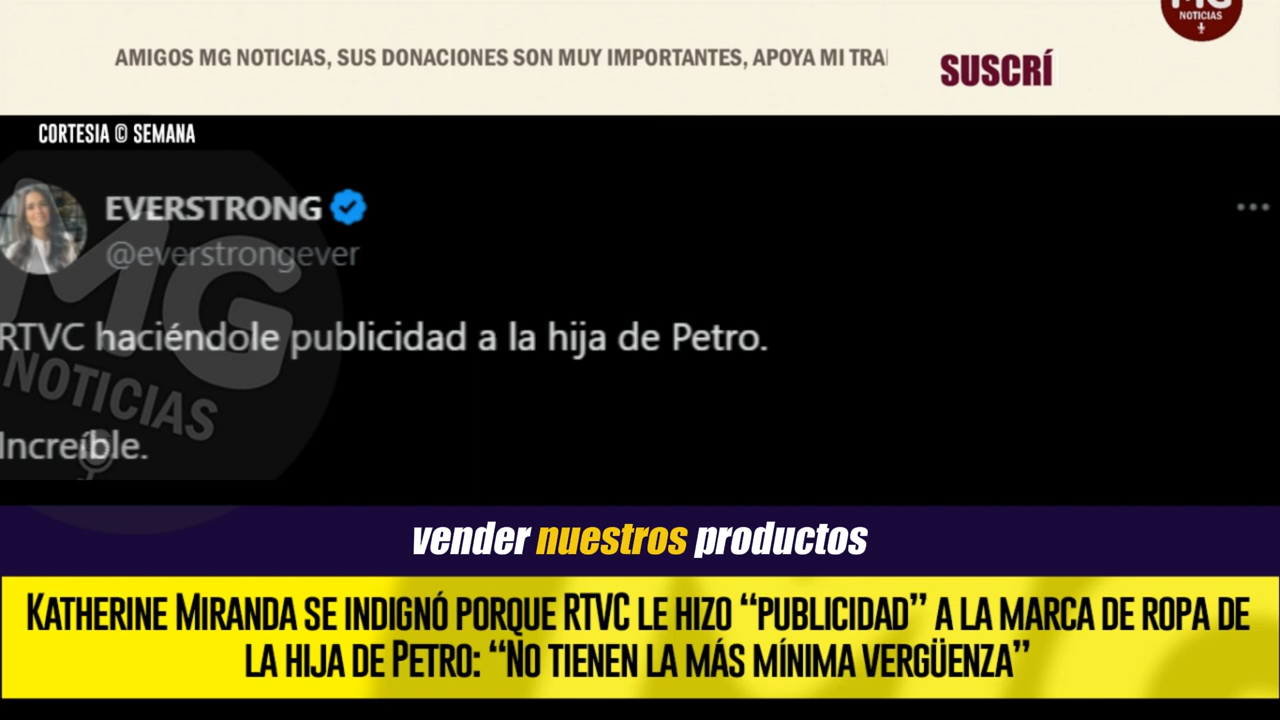 MG
NOTICIAS
AMIGOS MG NOTICIAS, SUS DONACIONES SON MUY IMPORTANTES, APOYA MI TRA
SUSCRÍ
CORTESIA © SEMANA
EVERSTRONG
@everstrongever
RTVC haciéndole publicidad a la hija de Petro.
MG
NOTICIAS
Increíble.
vender nuestros productos
KATHERINE MIRANDA SE INDIGNÓ PORQUE RTVC LE HIZO “PUBLICIDAD” A LA MARCA DE ROPA DE
LA HIJA DE PETRO: “NO TIENEN LA MÁS MÍNIMA VERGÜENZA”